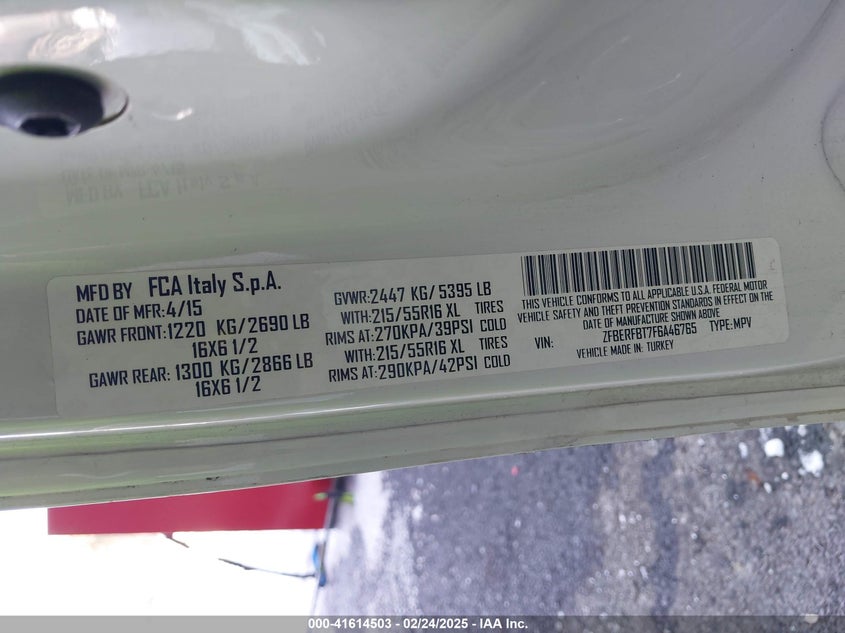 MFD BY FCA Italy S.p.A.
DATE OF MFR: 4/15
GAWR FRONT: 1220 KG/2690 LB
16X6 1/2
GAWR REAR: 1300 KG/2866 LB
16X6 1/2
GVWR: 2447 KG/ 5395 LB
WITH: 215/55R16 XL TIRES
RIMS AT: 270KPA/39PSI COLD
WITH: 215/55R16 XL TIRES
RIMS AT: 290KPA/42PSI COLD
THIS VEHICLE CONFORMS TO ALL APPLICABLE U.S.A. FEDERAL MOTOR
VEHICLE SAFETY AND THEFT PREVENTION STANDARDS IN EFFECT ON
DATE OF MANUFACTURE SHOWN ABOVE
VIN: ZFBERFBT7F6A46765 TYPE: MPV
VEHICLE MADE IN: TURKEY
000-41614503 - 02/24/2025 - IAA Inc.